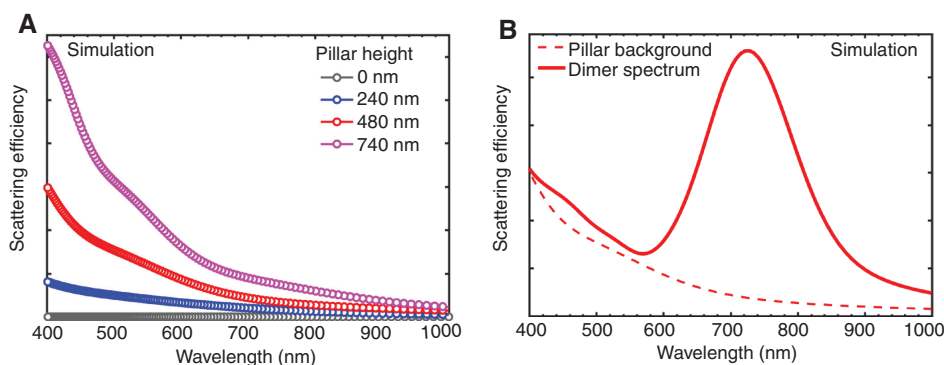 A
Simulation
Pillar height
0 nm
240 nm
480 nm
740 nm
Scattering efficiency
400 500 600 700 800 900 1000
Wavelength (nm)
B
Pillar background
Dimer spectrum
Simulation
Scattering efficiency
400 500 600 700 800 900 1000
Wavelength (nm)